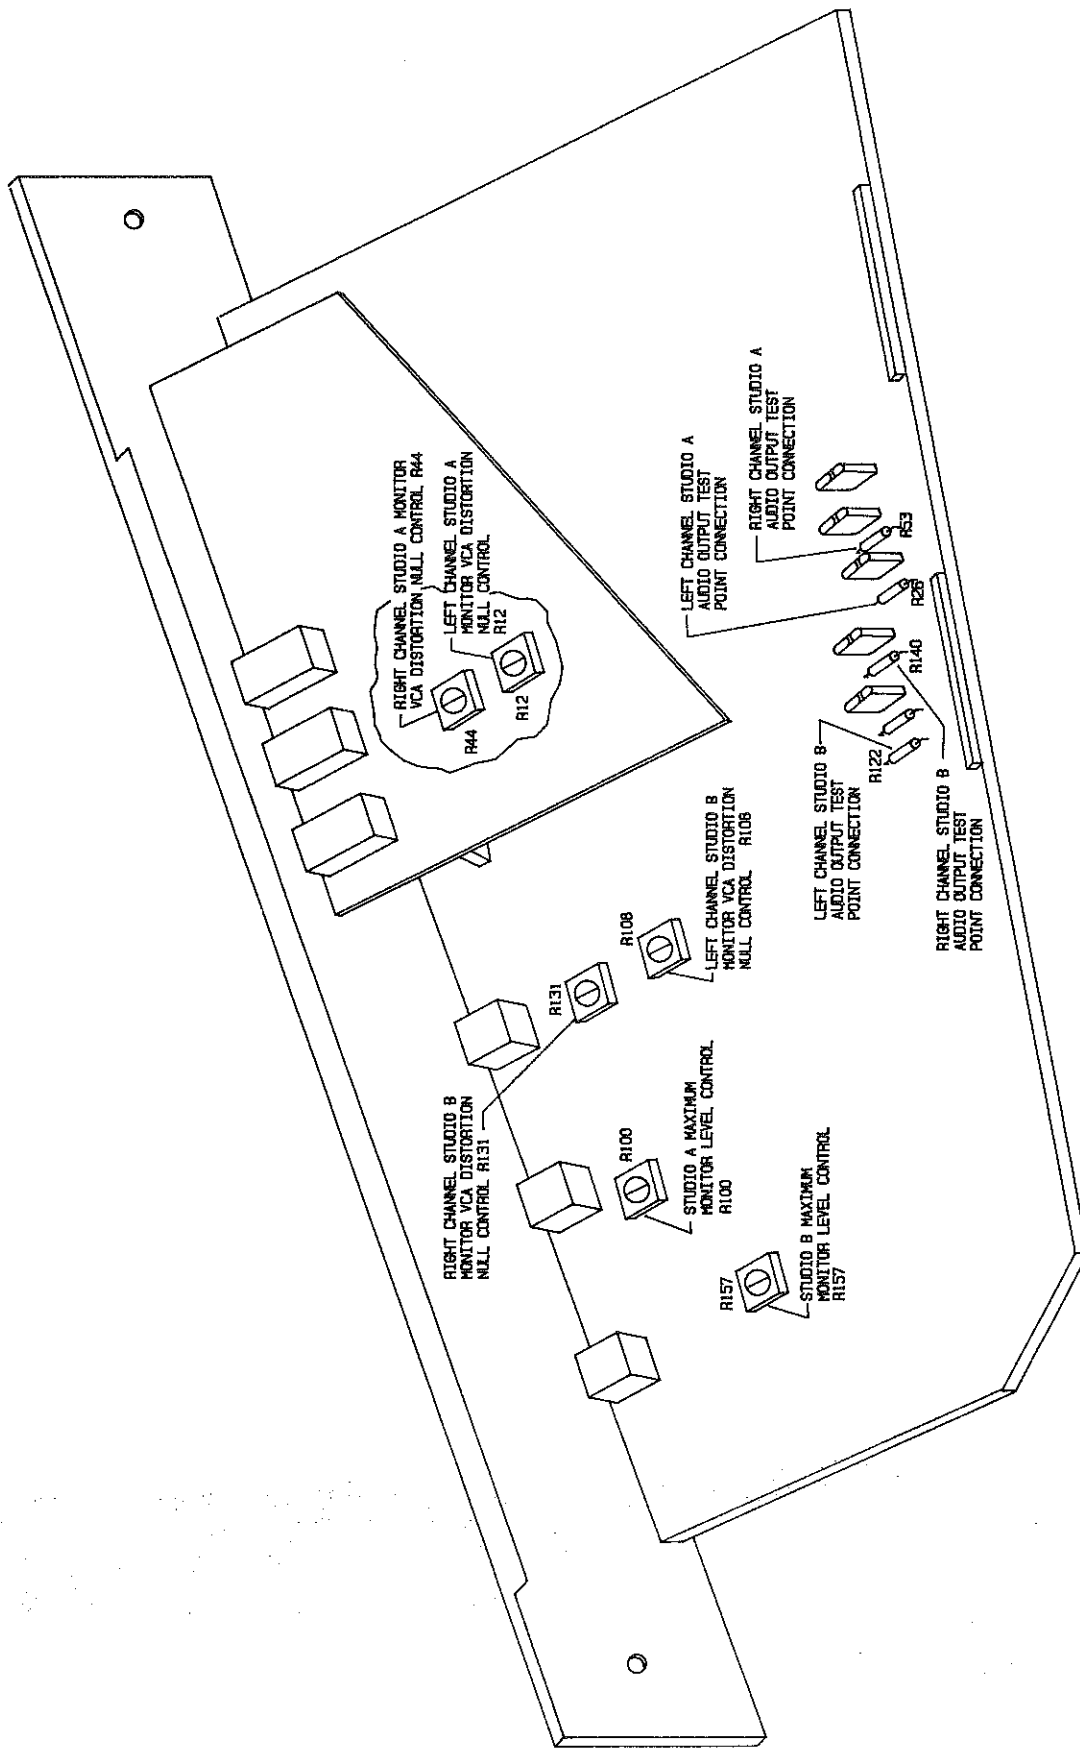 RIGHT CHANNEL STUDIO B
MONITOR VCA DISTORTION
NULL CONTROL R131
R131
R100
STUDIO A MAXIMUM
MONITOR LEVEL CONTROL
R100
R157
STUDIO B MAXIMUM
MONITOR LEVEL CONTROL
R157
R108
LEFT CHANNEL STUDIO B
MONITOR VCA DISTORTION
NULL CONTROL R108
RIGHT CHANNEL STUDIO A MONITOR
VCA DISTORTION NULL CONTROL R44
R44
LEFT CHANNEL STUDIO A
MONITOR VCA DISTORTION
NULL CONTROL
R12
R12
LEFT CHANNEL STUDIO A
AUDIO OUTPUT TEST
POINT CONNECTION
RIGHT CHANNEL STUDIO A
AUDIO OUTPUT TEST
POINT CONNECTION
LEFT CHANNEL STUDIO B
AUDIO OUTPUT TEST
POINT CONNECTION
R122
R140
R26
R53
RIGHT CHANNEL STUDIO B
AUDIO OUTPUT TEST
POINT CONNECTION